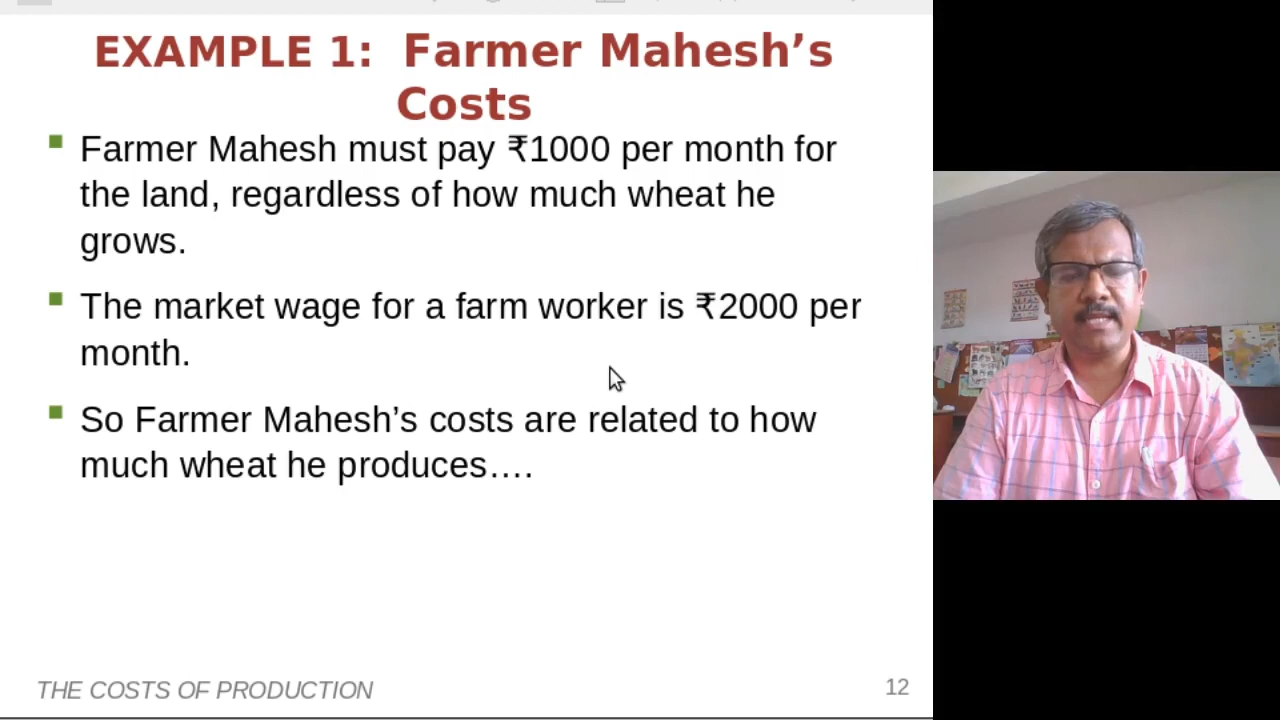 EXAMPLE 1: Farmer Mahesh’s
Costs
Farmer Mahesh must pay ₹1000 per month for
the land, regardless of how much wheat he
grows.
The market wage for a farm worker is ₹2000 per
month.
So Farmer Mahesh’s costs are related to how
much wheat he produces….
THE COSTS OF PRODUCTION
12